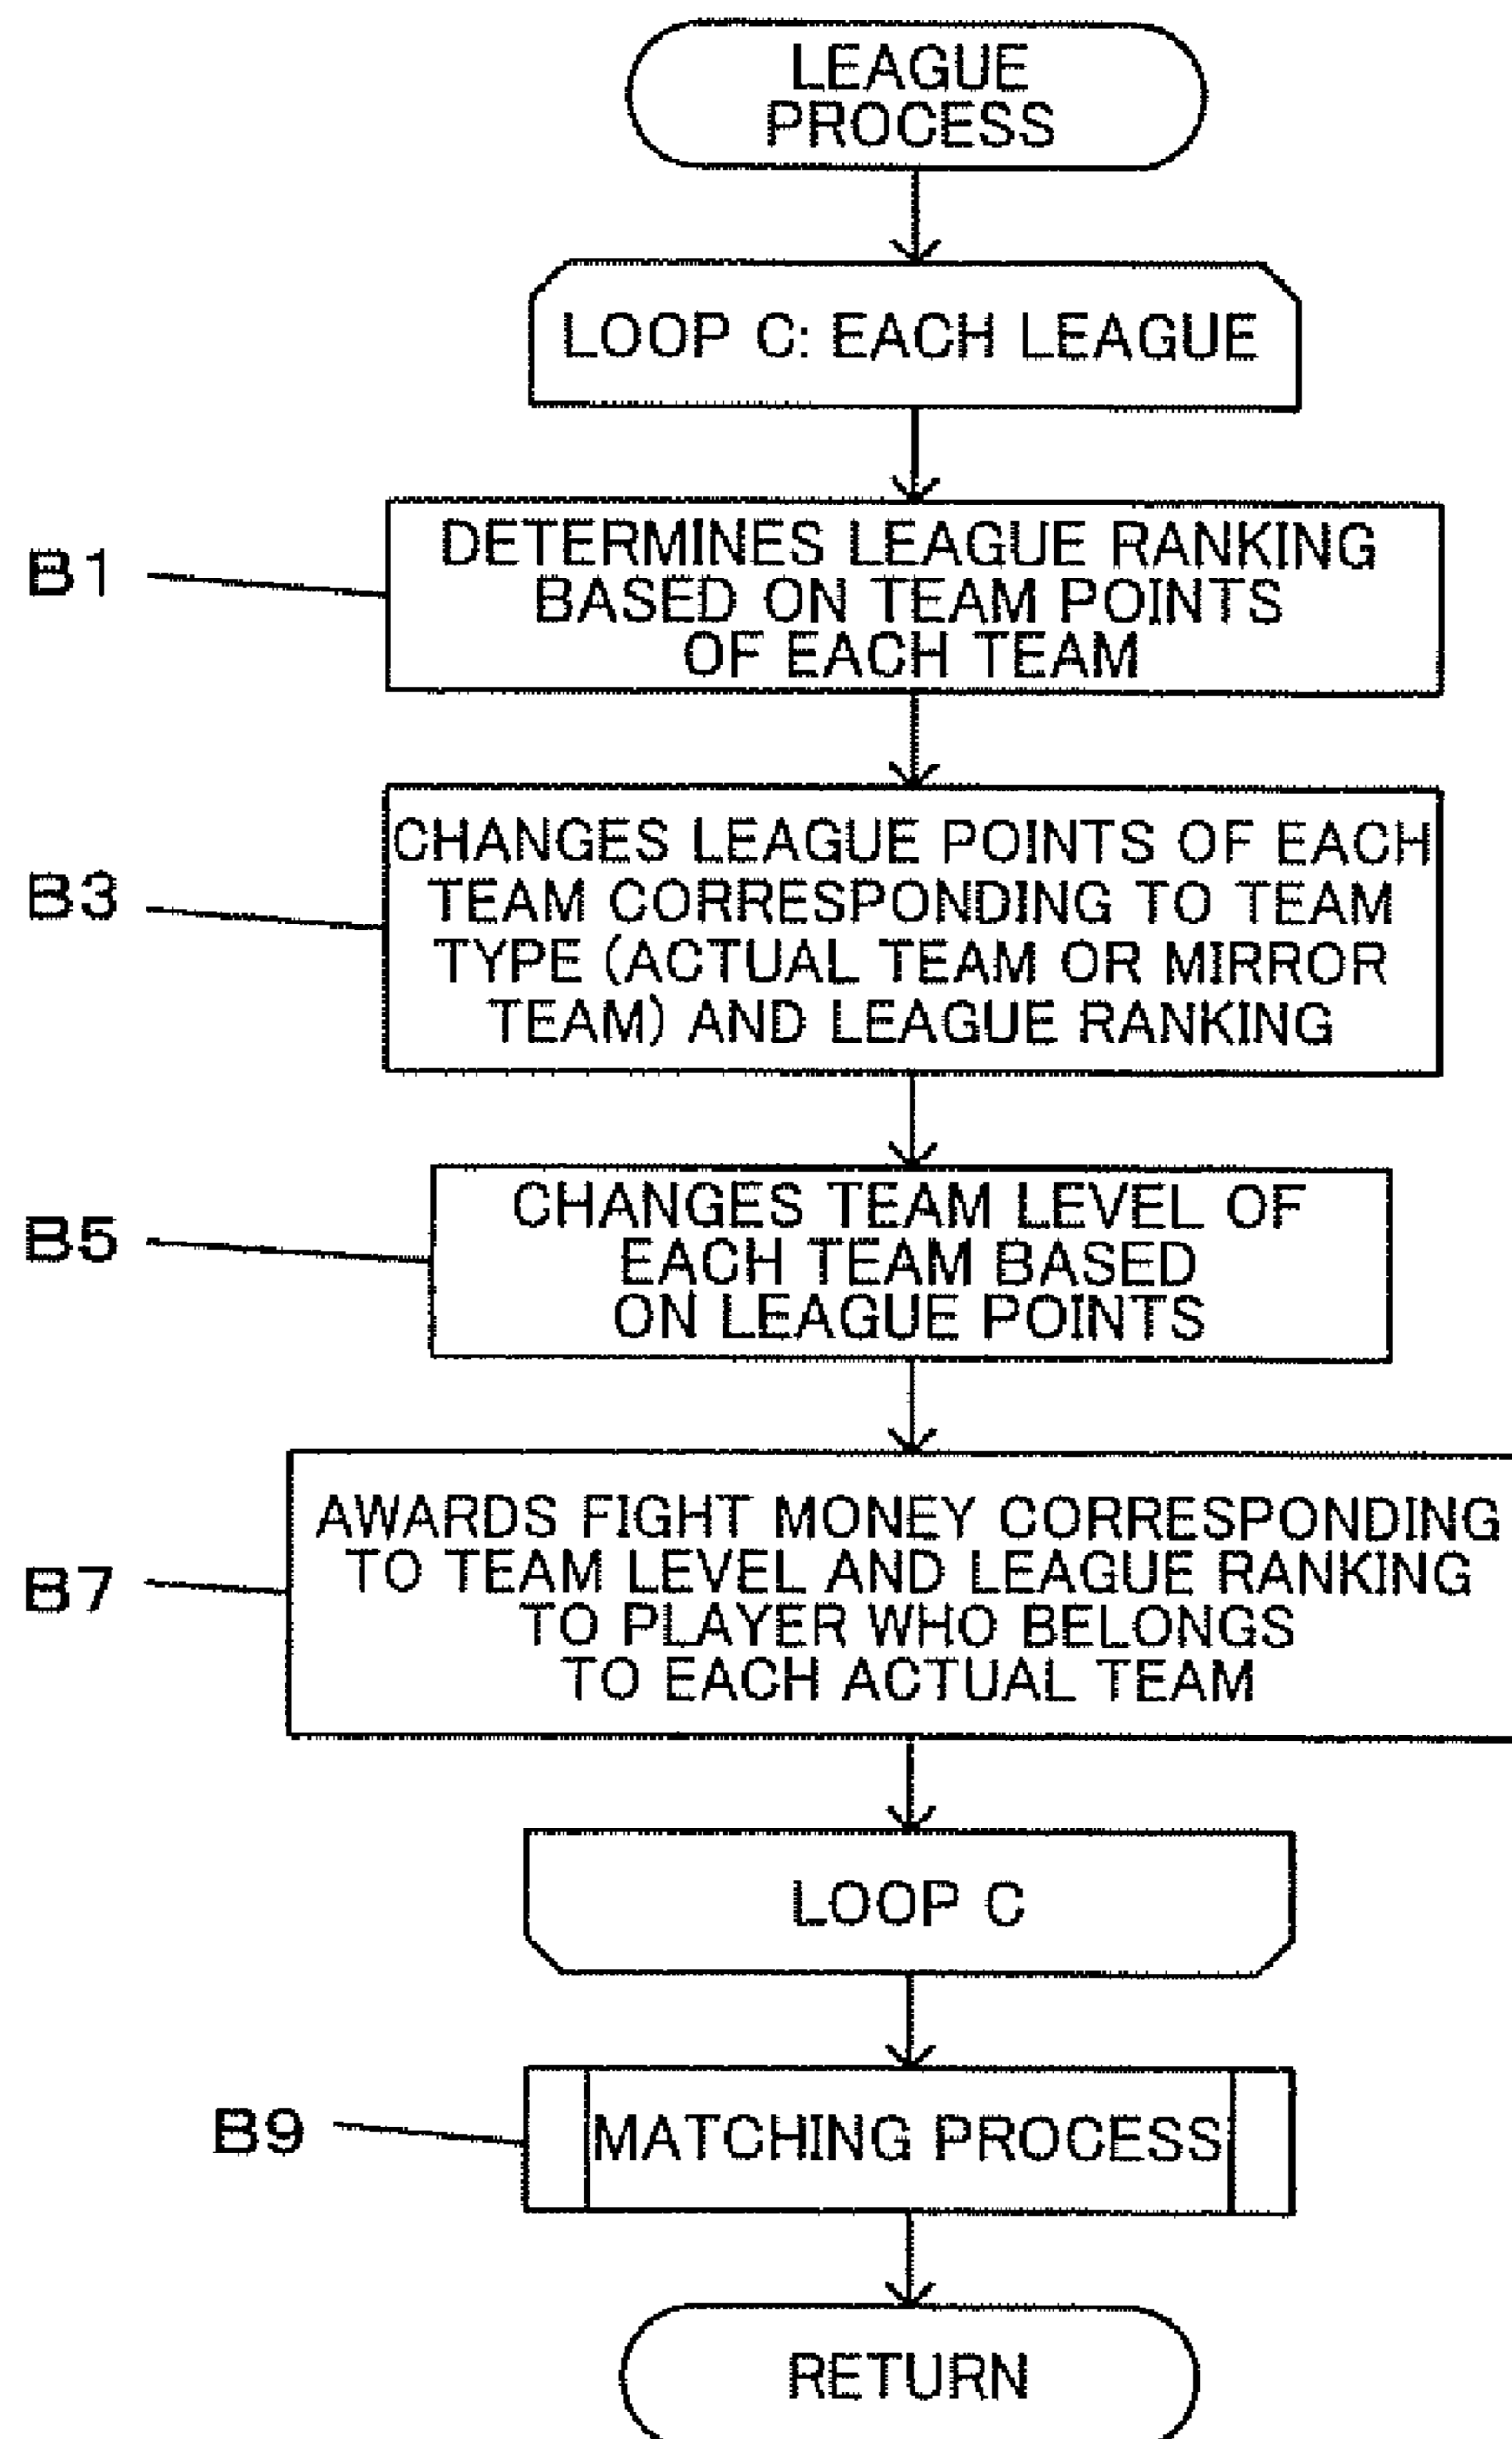 LEAGUE
PROCESS
LOOP C: EACH LEAGUE
B1
DETERMINES LEAGUE RANKING
BASED ON TEAM POINTS
OF EACH TEAM
B3
CHANGES LEAGUE POINTS OF EACH
TEAM CORRESPONDING TO TEAM
TYPE (ACTUAL TEAM OR MIRROR
TEAM) AND LEAGUE RANKING
B5
CHANGES TEAM LEVEL OF
EACH TEAM BASED
ON LEAGUE POINTS
B7
AWARDS FIGHT MONEY CORRESPONDING
TO TEAM LEVEL AND LEAGUE RANKING
TO PLAYER WHO BELONGS
TO EACH ACTUAL TEAM
LOOP C
B9
MATCHING PROCESS
RETURN